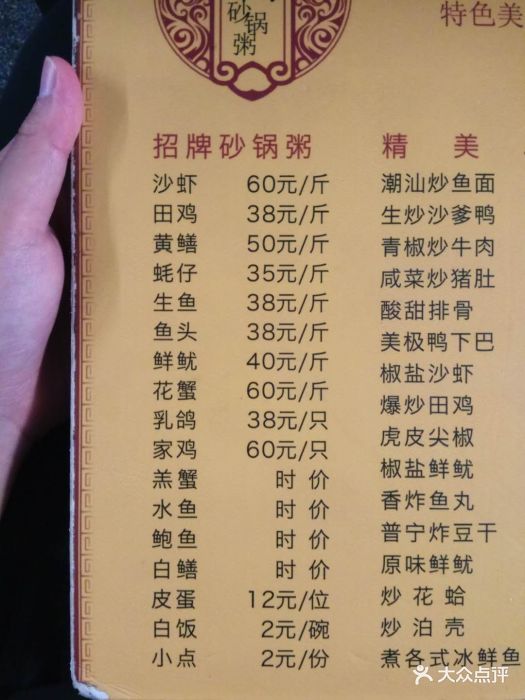 砂锅粥
特色美
招牌砂锅粥
沙虾 60元/斤
田鸡 38元/斤
黄鳝 50元/斤
蚝仔 35元/斤
生鱼 38元/斤
鱼头 38元/斤
鲜鱿 40元/斤
花蟹 60元/斤
乳鸽 38元/只
家鸡 60元/只
羔蟹 时价
水鱼 时价
鲍鱼 时价
白鳝 时价
皮蛋 12元/位
白饭 2元/碗
小点 2元/份
精美
潮汕炒鱼面
生炒沙爹鸭
青椒炒牛肉
咸菜炒猪肚
酸甜排骨
美极鸭下巴
椒盐沙虾
爆炒田鸡
虎皮尖椒
椒盐鲜鱿
香炸鱼丸
普宁炸豆干
原味鲜鱿
炒花蛤
炒泊壳
煮各式冰鲜鱼
大众点评